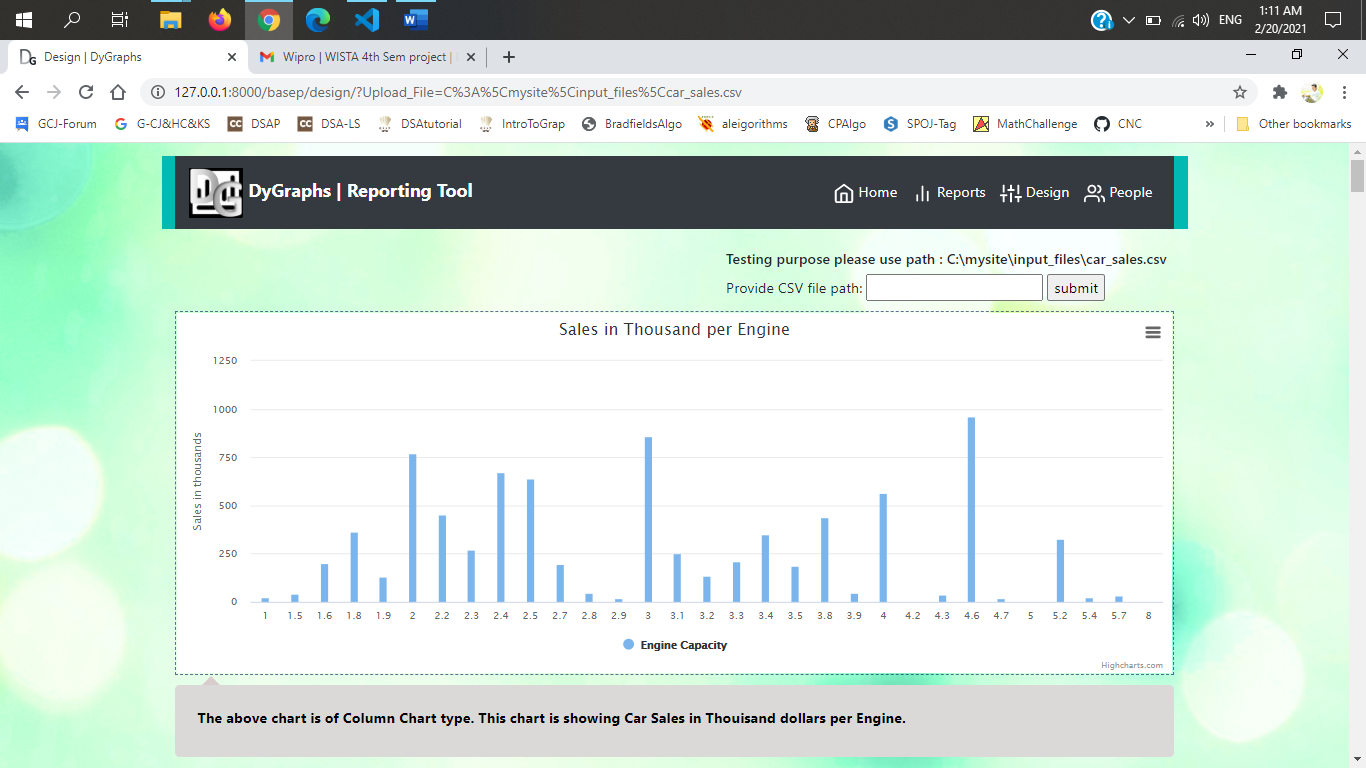 ENG
1:11 AM
2/20/2021
DG Design | DyGraphs
Wipro | WISTA 4th Sem project |
127.0.0.1:8000/basep/design/?Upload_File=C%3A%5Cmysite%5Cinput_files%5Ccar_sales.csv
GCJ-Forum G-CJ&HC&KS DSAP DSA-LS DSAtutorial IntroToGrap BradfieldsAlgo aleigorithms CPAlgo SPOJ-Tag MathChallenge CNC » Other bookmarks
DG DyGraphs | Reporting Tool Home Reports Design People
Testing purpose please use path : C:\mysite\input_files\car_sales.csv
Provide CSV file path: submit
Sales in Thousand per Engine
Sales in thousands
1250
1000
750
500
250
0
1 1.5 1.6 1.8 1.9 2 2.2 2.3 2.4 2.5 2.7 2.8 2.9 3 3.1 3.2 3.3 3.4 3.5 3.8 3.9 4 4.2 4.3 4.6 4.7 5 5.2 5.4 5.7 8
Engine Capacity
Highcharts.com
The above chart is of Column Chart type. This chart is showing Car Sales in Thouisand dollars per Engine.